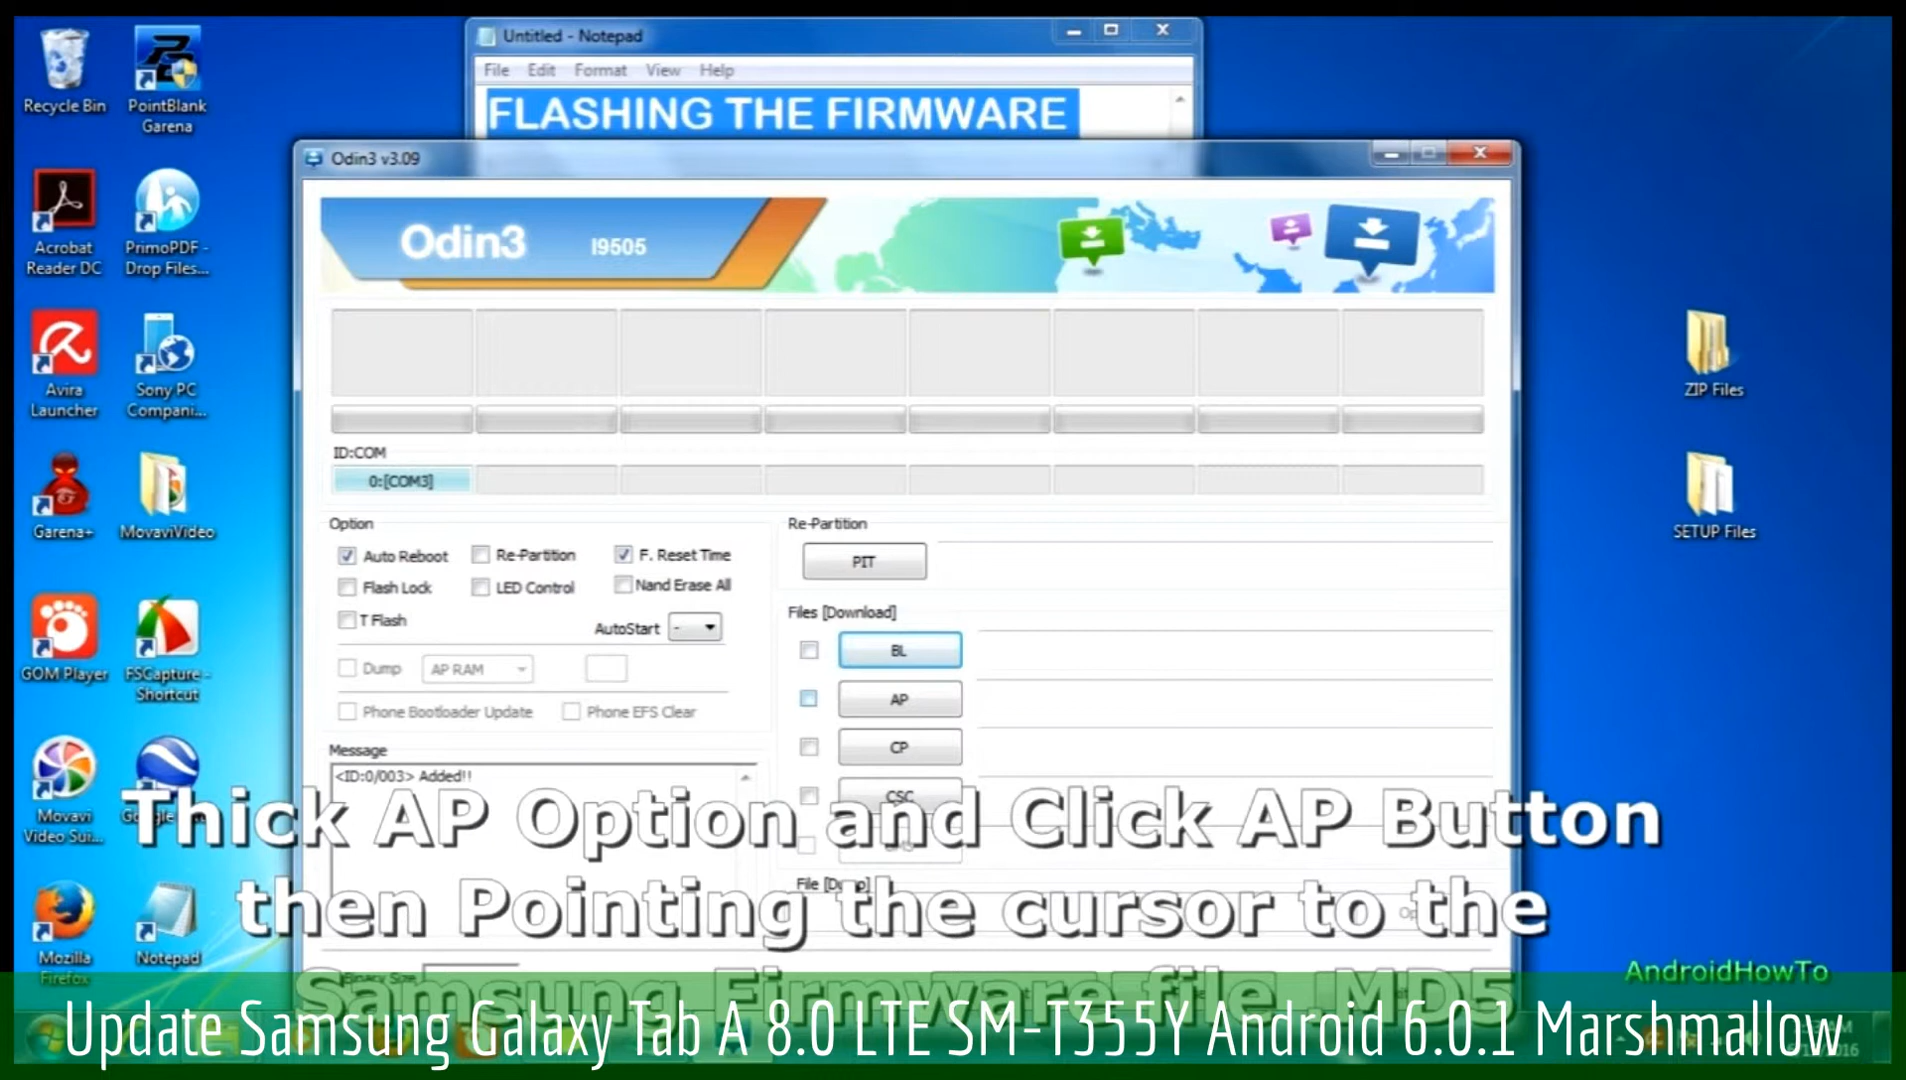 Untitled - Notepad
File Edit Format View Help
FLASHING THE FIRMWARE
Recycle Bin
PointBlank
Garena
Acrobat
Reader DC
PrimoPDF -
Drop Files...
Avira
Launcher
Sony PC
Compani...
Garena+
MovaviVideo
GOM Player
FSCapture -
Shortcut
Movavi
Video Sui...
Mozilla
Firefox
Notepad
Odin3 v3.09
Odin3 I9505
ID:COM
0:[COM3]
Option
Auto Reboot Re-Partition F. Reset Time
Flash Lock LED Control Nand Erase All
T Flash
AutoStart -
Dump AP RAM
Phone Bootloader Update Phone EFS Clear
Message
<ID:0/003> Added!!
Re-Partition
PIT
Files [Download]
BL
AP
CP
CSC
File [Dump]
Binary Size
ZIP Files
SETUP Files
Thick AP Option and Click AP Button
then Pointing the cursor to the
Samsung Firmware file .MD5
AndroidHowTo
Update Samsung Galaxy Tab A 8.0 LTE SM-T355Y Android 6.0.1 Marshmallow